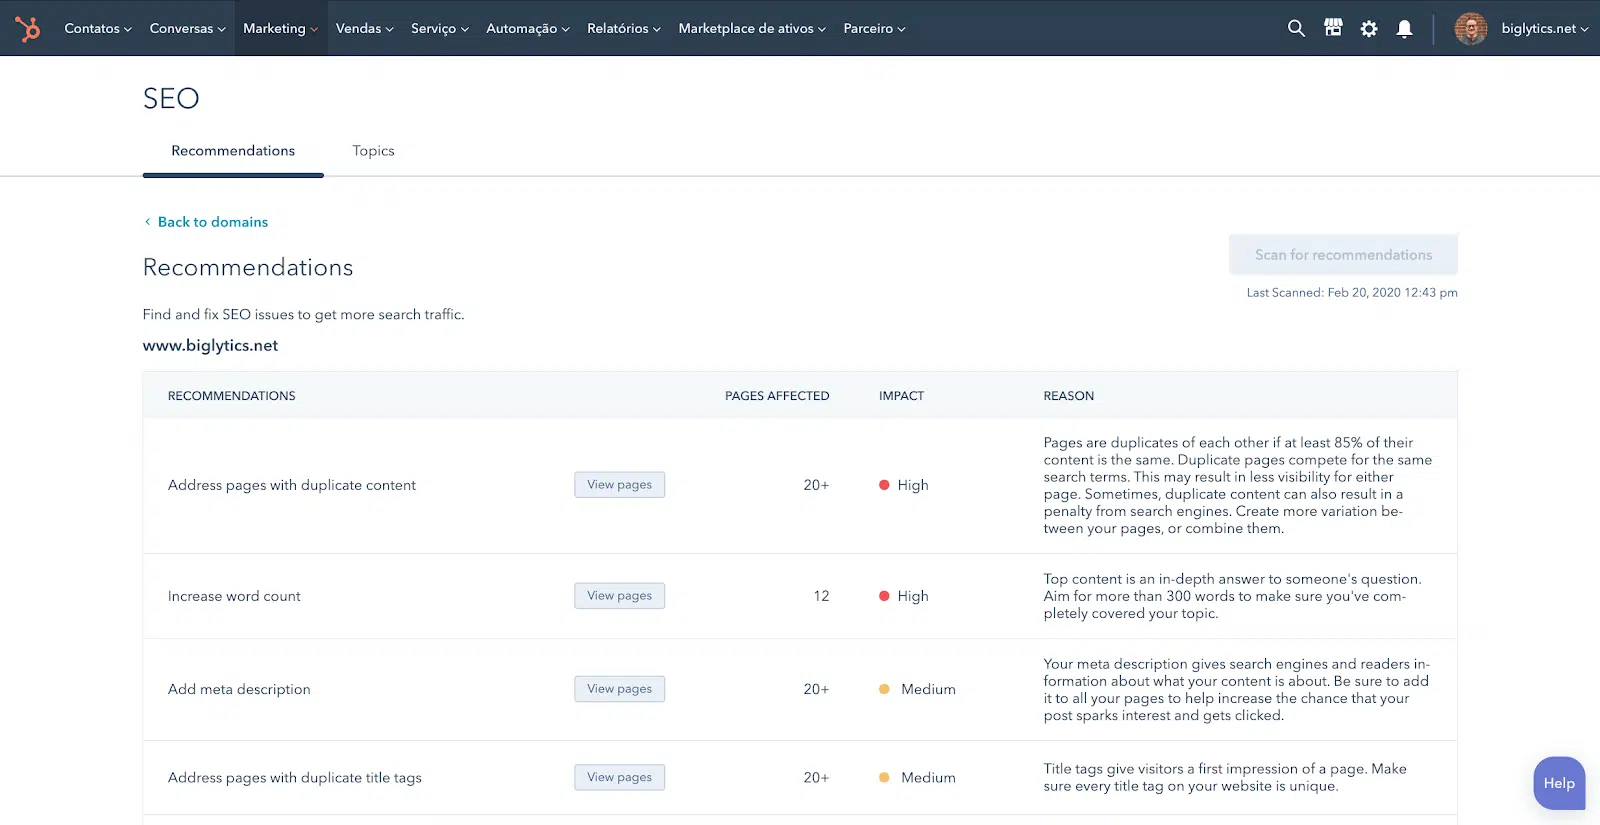 Contatos Conversas Marketing Vendas Serviço Automação Relatórios Marketplace de ativos Parceiro biglytics.net
SEO
Recommendations Topics
Back to domains
Recommendations
Scan for recommendations
Last Scanned: Feb 20, 2020 12:43 pm
Find and fix SEO issues to get more search traffic.
www.biglytics.net
RECOMMENDATIONS PAGES AFFECTED IMPACT REASON
Address pages with duplicate content View pages 20+ High
Pages are duplicates of each other if at least 85% of their
content is the same. Duplicate pages compete for the same
search terms. This may result in less visibility for either
page. Sometimes, duplicate content can also result in a
penalty from search engines. Create more variation be-
tween your pages, or combine them.
Increase word count View pages 12 High
Top content is an in-depth answer to someone's question.
Aim for more than 300 words to make sure you've com-
pletely covered your topic.
Add meta description View pages 20+ Medium
Your meta description gives search engines and readers in-
formation about what your content is about. Be sure to add
it to all your pages to help increase the chance that your
post sparks interest and gets clicked.
Address pages with duplicate title tags View pages 20+ Medium
Title tags give visitors a first impression of a page. Make
sure every title tag on your website is unique.
Help